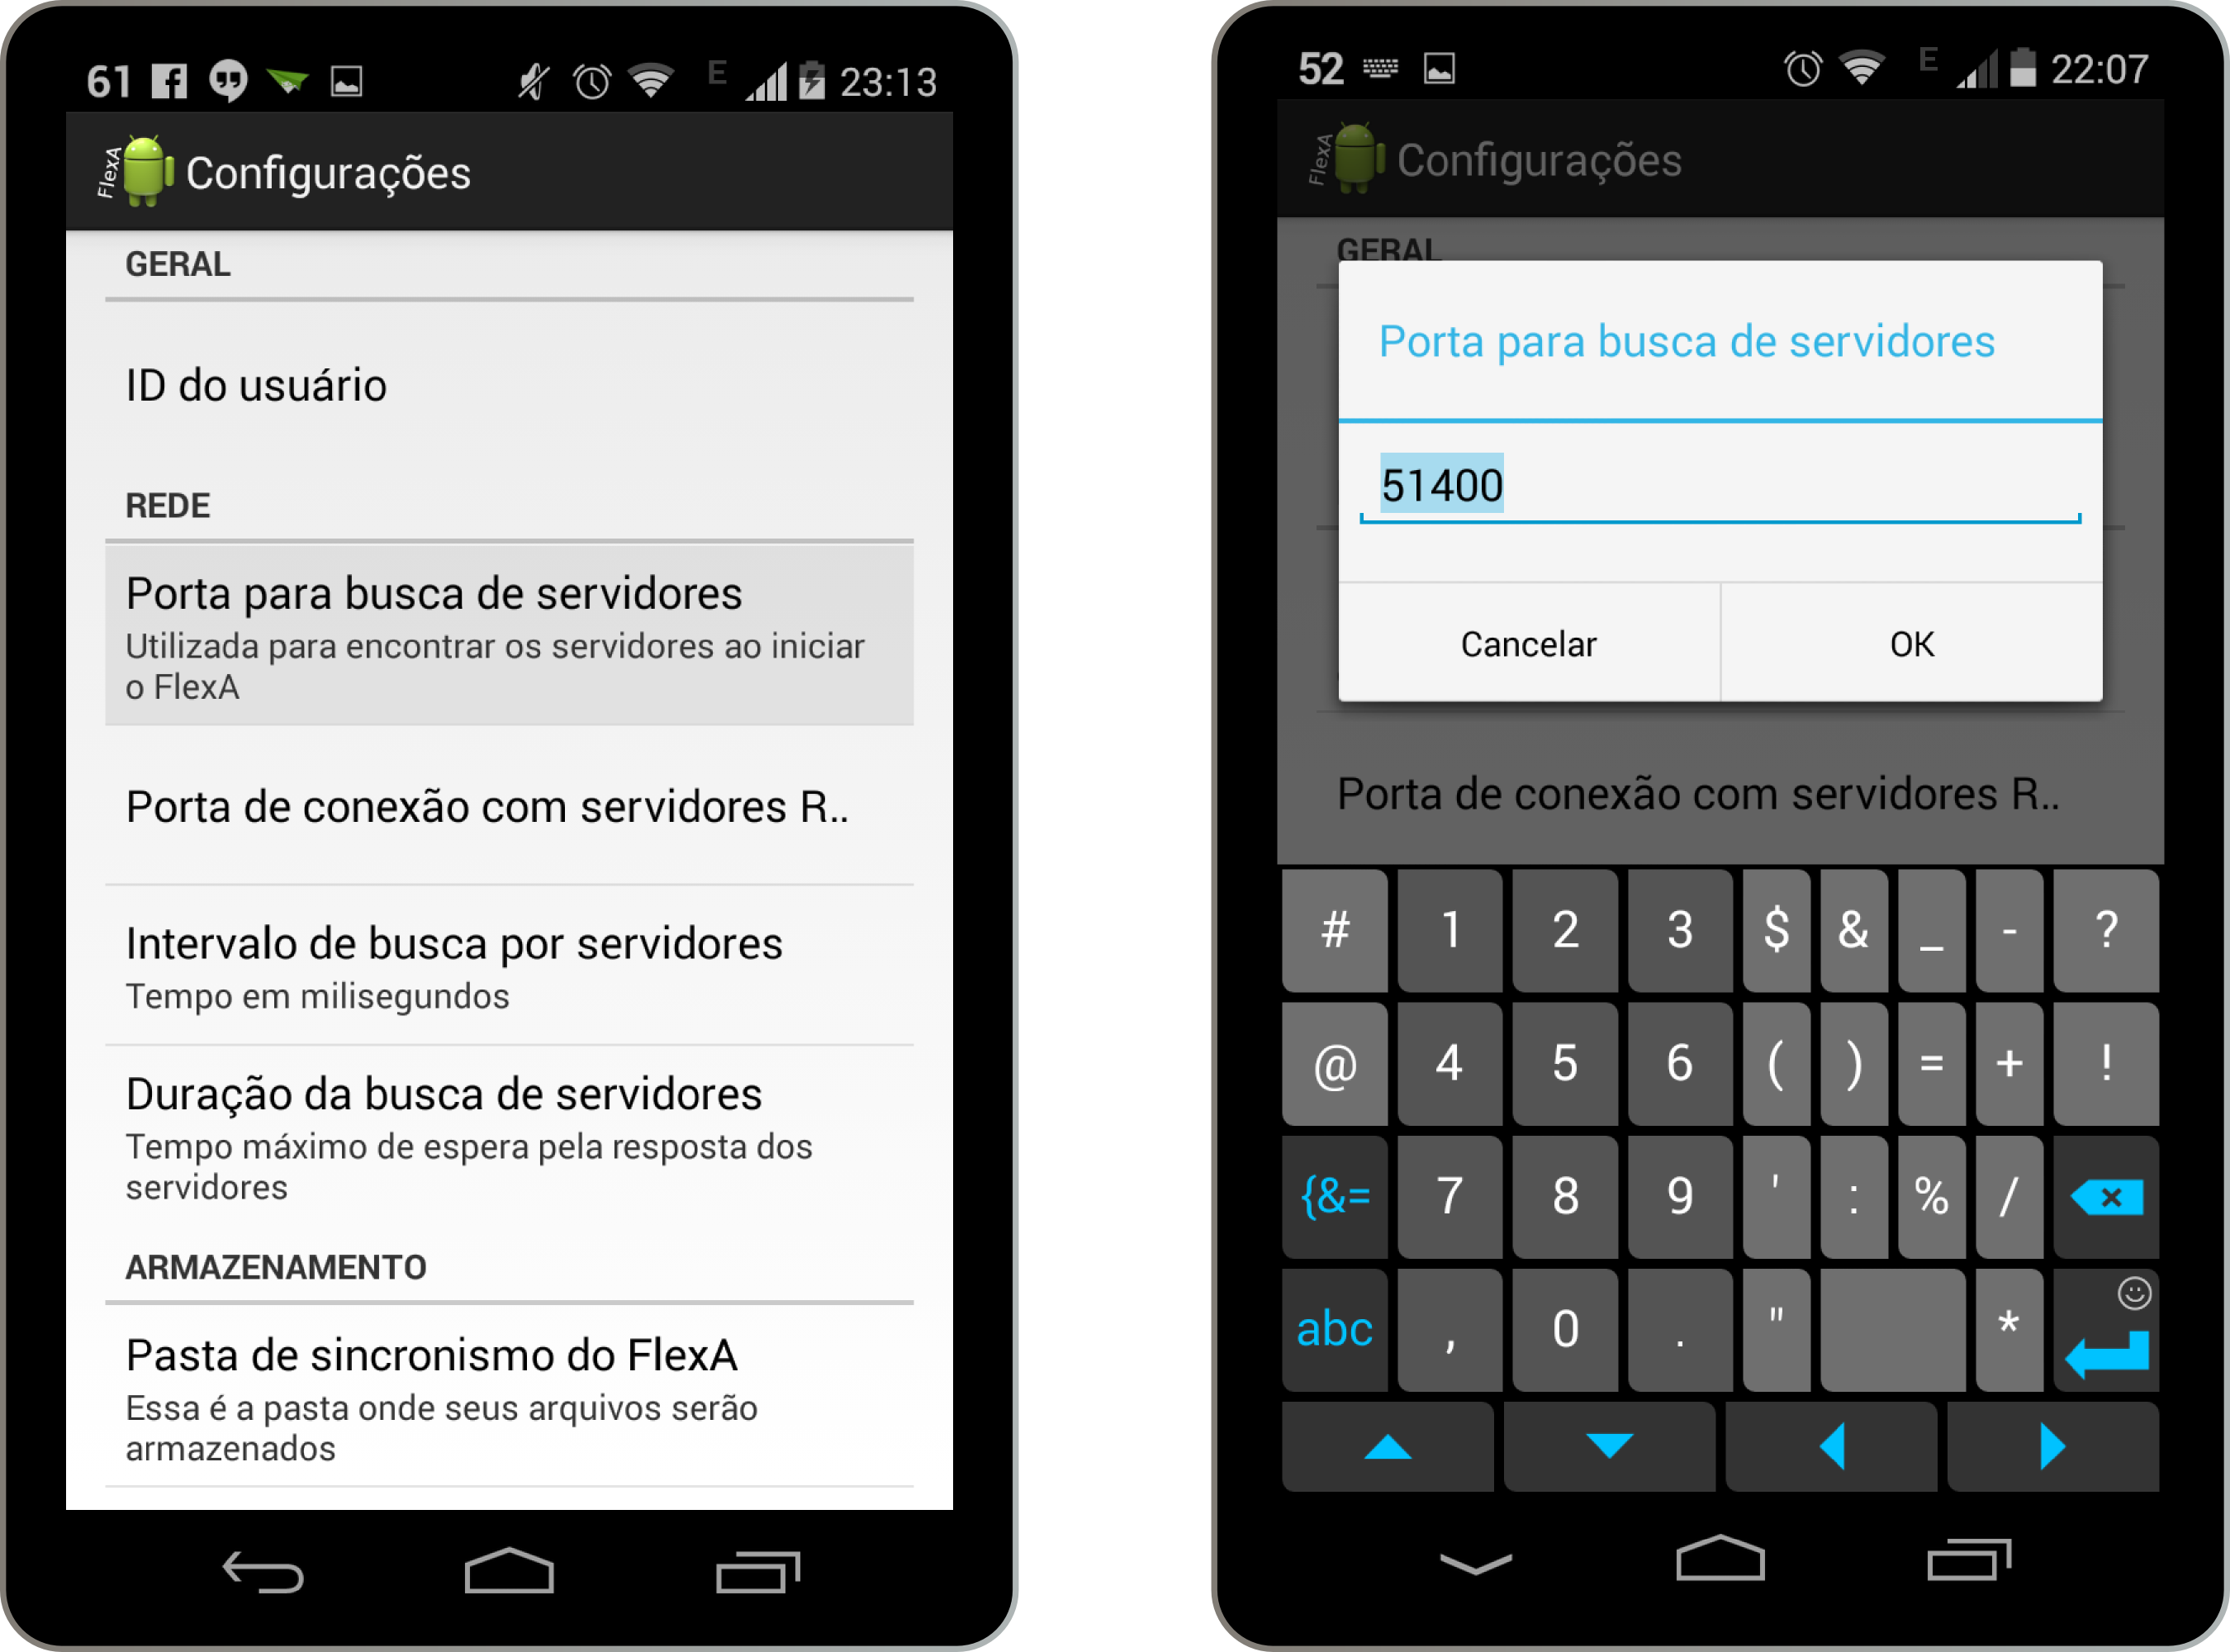 61
E
23:13
FlexA
Configurações
GERAL
ID do usuário
REDE
Porta para busca de servidores
Utilizada para encontrar os servidores ao iniciar
o FlexA
Porta de conexão com servidores R..
Intervalo de busca por servidores
Tempo em milisegundos
Duração da busca de servidores
Tempo máximo de espera pela resposta dos
servidores
ARMAZENAMENTO
Pasta de sincronismo do FlexA
Essa é a pasta onde seus arquivos serão
armazenados
52
E
22:07
FlexA
Configurações
GERAL
Porta para busca de servidores
51400
Cancelar OK
Porta de conexão com servidores R..
# 1 2 3 $ & _ - ?
@ 4 5 6 ( ) = + !
{&= 7 8 9 ' : % /
abc , 0 . " *